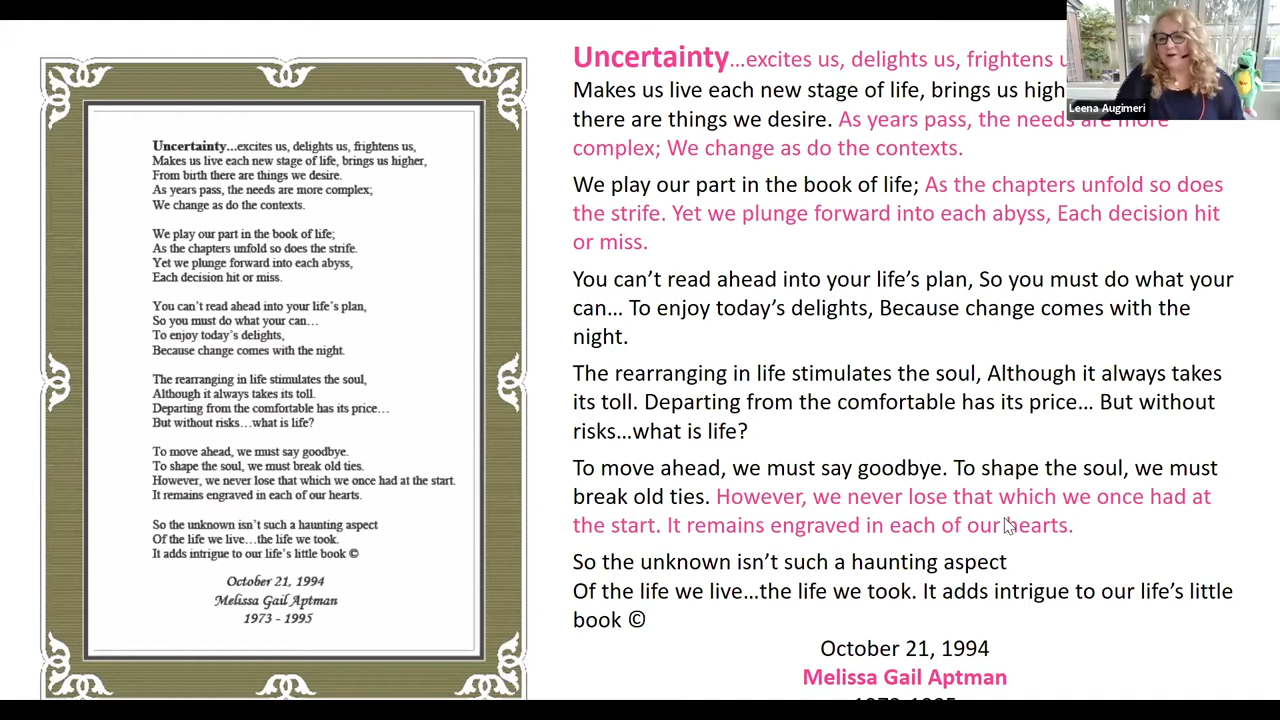 Uncertainty...excites us, delights us, frightens us,
Makes us live each new stage of life, brings us higher,
From birth there are things we desire.
As years pass, the needs are more complex;
We change as do the contexts.
We play our part in the book of life;
As the chapters unfold so does the strife.
Yet we plunge forward into each abyss,
Each decision hit or miss.
You can't read ahead into your life's plan,
So you must do what your can…
To enjoy today's delights,
Because change comes with the night.
The rearranging in life stimulates the soul,
Although it always takes its toll.
Departing from the comfortable has its price…
But without risks…what is life?
To move ahead, we must say goodbye.
To shape the soul, we must break old ties.
However, we never lose that which we once had at the start.
It remains engraved in each of our hearts.
So the unknown isn't such a haunting aspect
Of the life we live…the life we took.
It adds intrigue to our life's little book ©
October 21, 1994
Melissa Gail Aptman
1973 - 1995
Uncertainty…excites us, delights us, frightens
Makes us live each new stage of life, brings us
there are things we desire. As years pass, the needs are more
complex; We change as do the contexts.
We play our part in the book of life; As the chapters unfold so does
the strife. Yet we plunge forward into each abyss, Each decision hit
or miss.
You can't read ahead into your life's plan, So you must do what your
can… To enjoy today's delights, Because change comes with the
night.
The rearranging in life stimulates the soul, Although it always takes
its toll. Departing from the comfortable has its price… But without
risks…what is life?
To move ahead, we must say goodbye. To shape the soul, we must
break old ties. However, we never lose that which we once had at
the start. It remains engraved in each of our hearts.
So the unknown isn't such a haunting aspect
Of the life we live…the life we took. It adds intrigue to our life's little
book ©
October 21, 1994
Melissa Gail Aptman
Leena Augimeri